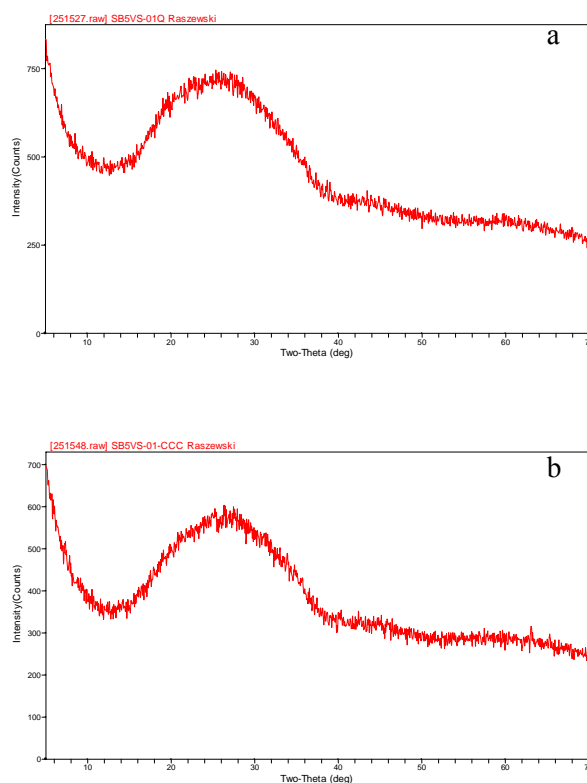 [251527.raw] SB5VS-01Q Raszewski
a
750
500
250
0
Intensity(Counts)
10 20 30 40 50 60 7
Two-Theta (deg)
[251548.raw] SB5VS-01-CCC Raszewski
b
700
600
500
400
300
200
100
0
Intensity(Counts)
10 20 30 40 50 60 7
Two-Theta (deg)